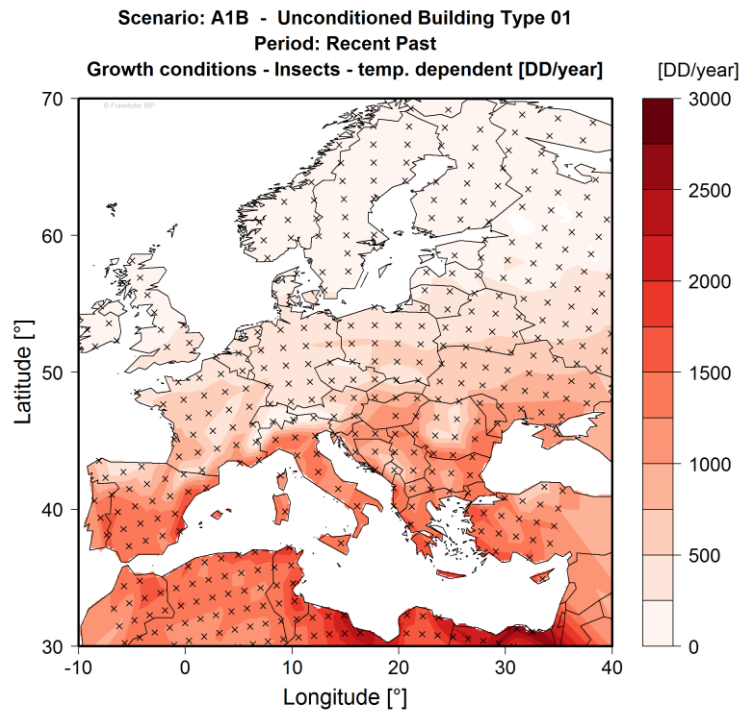 Scenario: A1B - Unconditioned Building Type 01
Period: Recent Past
Growth conditions - Insects - temp. dependent [DD/year]
[DD/year]
© Fraunhofer IBP
70
60
50
40
30
Latitude [°]
-10
0
10
20
30
40
Longitude [°]
3000
2500
2000
1500
1000
500
0